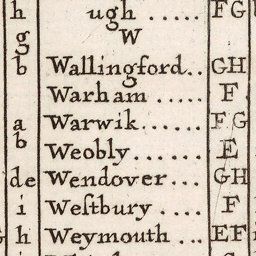 h ugh ..... FG
g W
b Wallingford.. GH
Warham ..... F
a Warwik...... FG
b Weobly...... E
de Wendover... GH
i Weſtbury .... F
h Weymouth ... EF